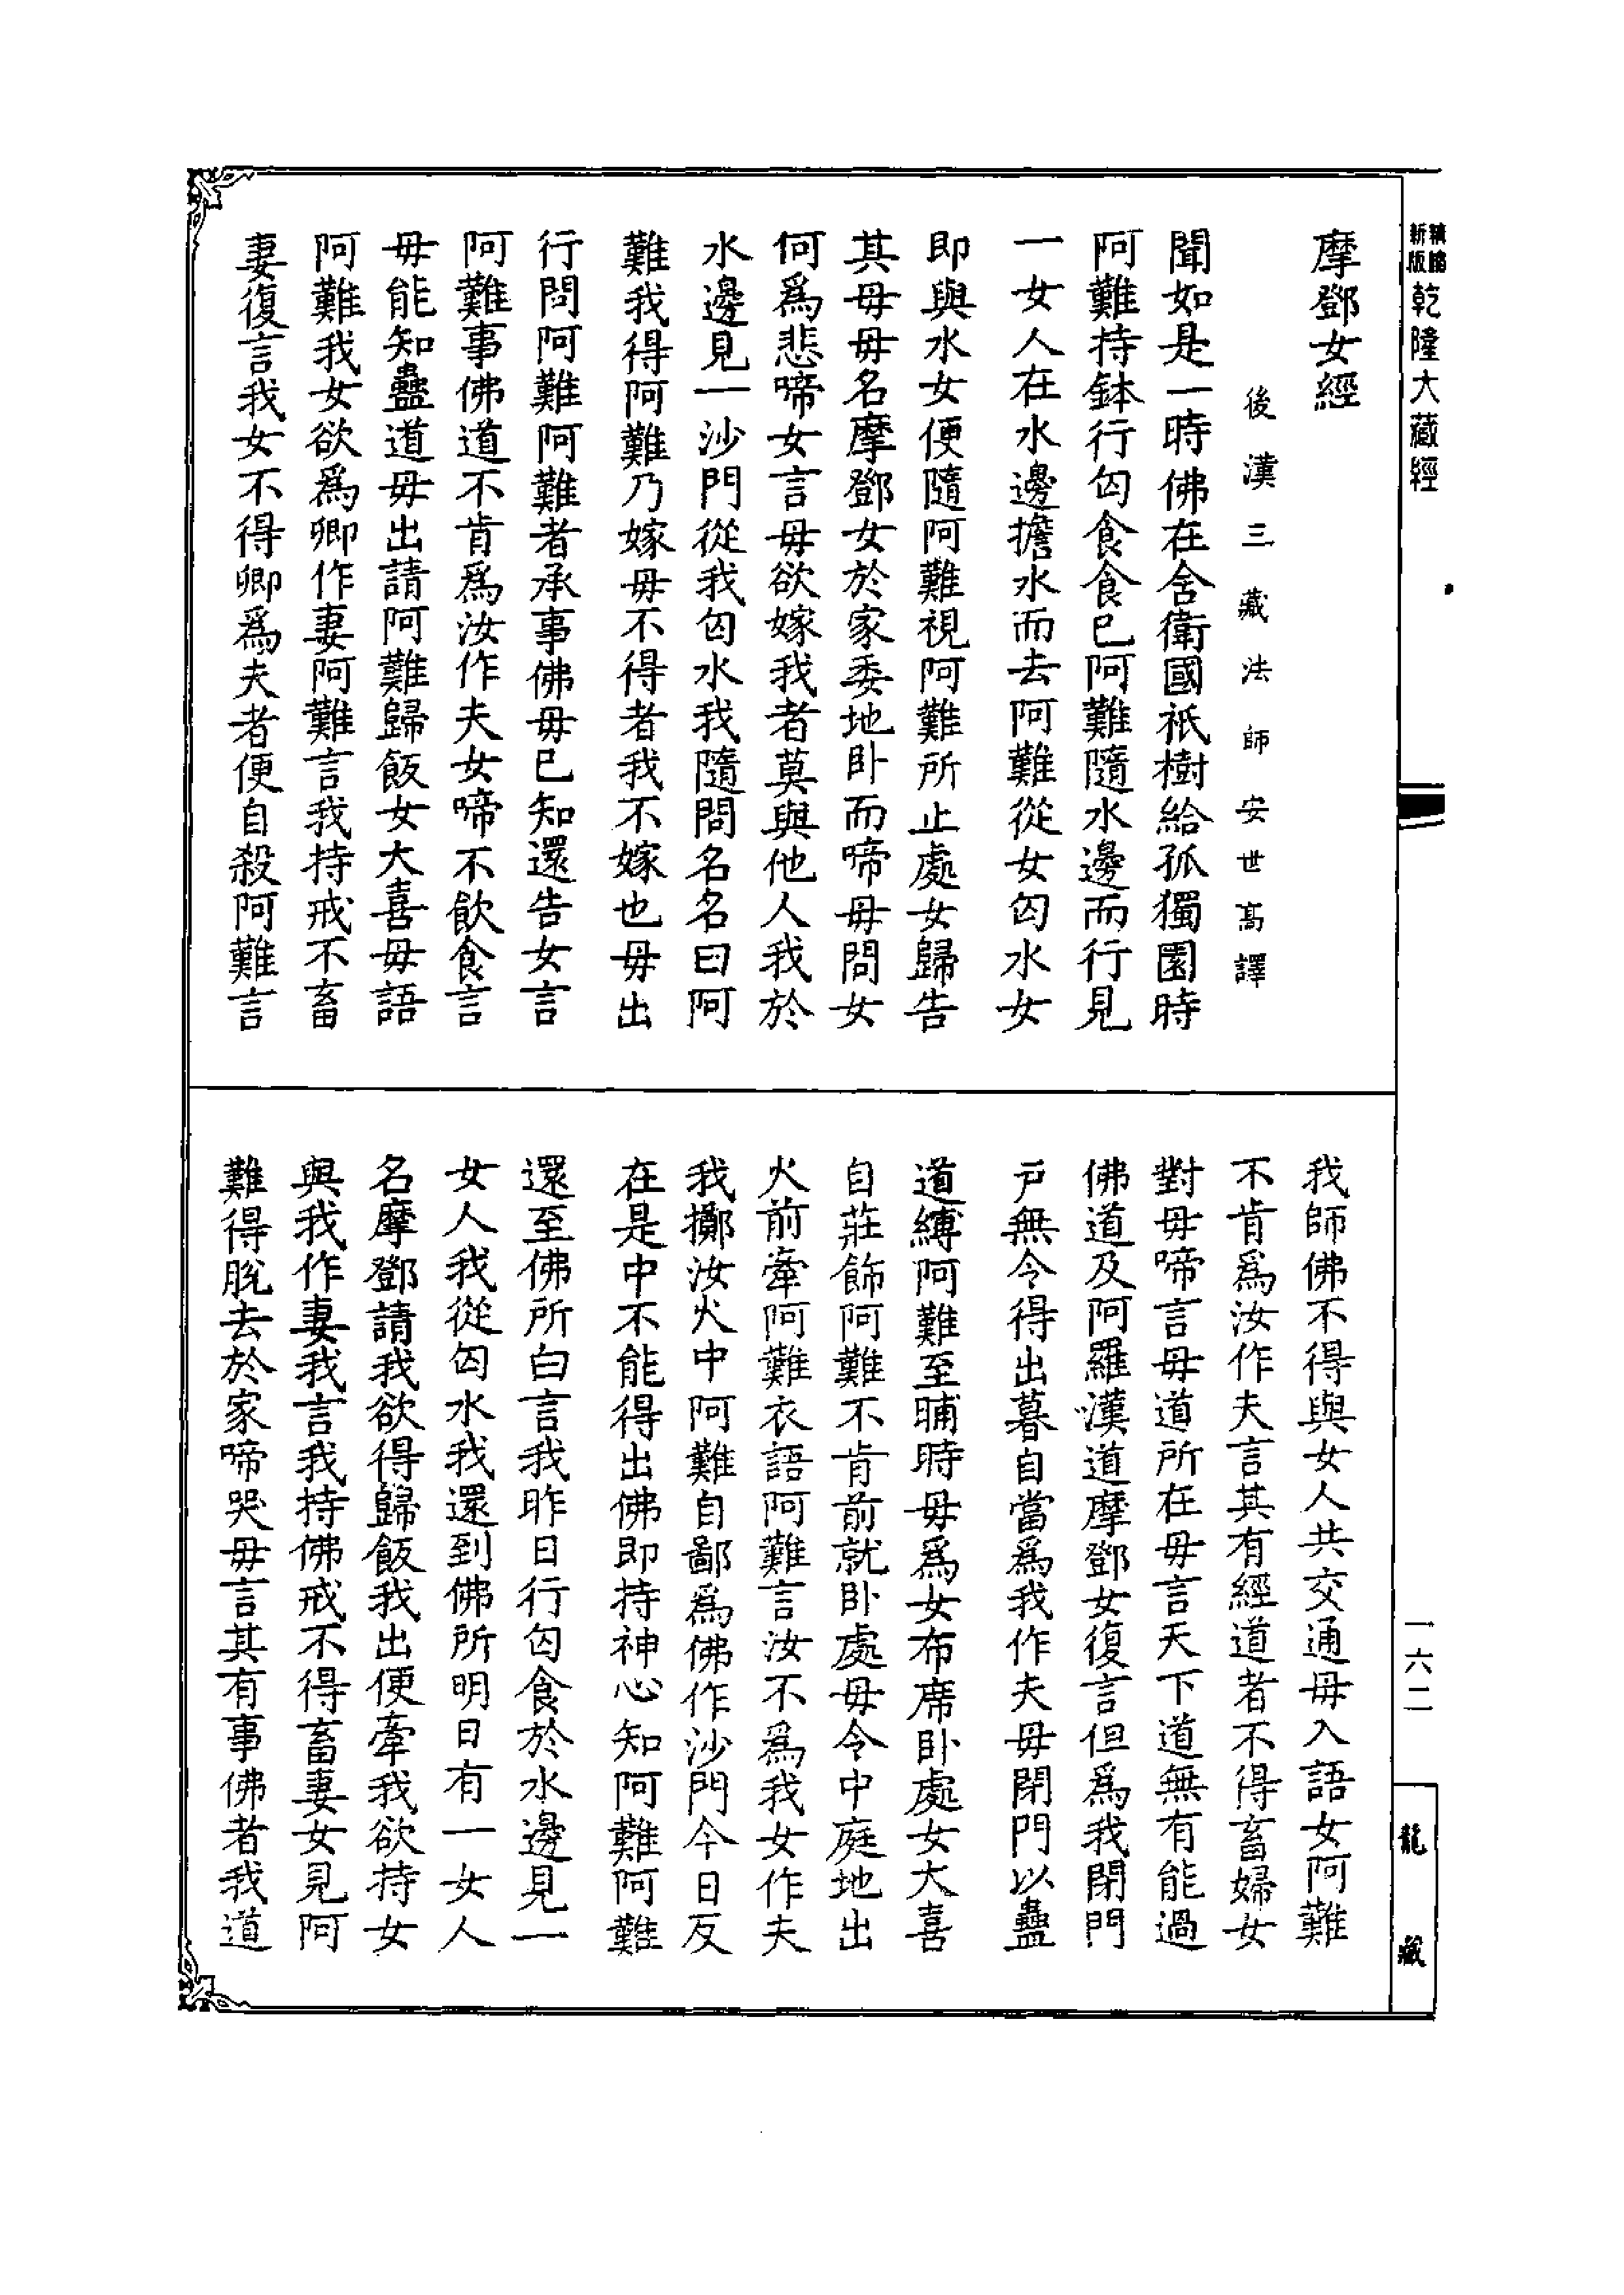 摩鄧女經
後漢三藏法師安世高譯
聞如是一時佛在舍衛國祇樹給孤獨園時
阿難持鉢行匃食食已阿難隨水邊而行見
一女人在水邊擔水而去阿難從女匃水女
即與水女便隨阿難視阿難所止處女歸告
其母母名摩鄧女於家委地卧而啼母問女
何爲悲啼女言母欲嫁我者莫與他人我於
水邊見一沙門從我匃水我隨問名名曰阿
難我得阿難乃嫁母不得者我不嫁也母出
行問阿難阿難者承事佛母已知還告女言
阿難事佛道不肯爲汝作夫女啼不飲食言
母能知蠱道母出請阿難歸飯女大喜母語
阿難我女欲爲卿作妻阿難言我持戒不畜
妻復言我女不得卿爲夫者便自殺阿難言
我師佛不得與女人共交通母入語女阿難
不肯爲汝作夫言其有經道者不得畜婦女
對母啼言母道所在母言天下道無有能過
佛道及阿羅漢道摩鄧女復言但爲我閉門
戸無令得出暮自當爲我作夫母閉門以蠱
道縛阿難至晡時母爲女布席卧處女大喜
自莊飾阿難不肯前就卧處母令中庭地出
火前牽阿難衣語阿難言汝不爲我女作夫
我擲汝火中阿難自鄙爲佛作沙門今日反
在是中不能得出佛即持神心知阿難阿難
還至佛所白言我昨日行匃食於水邊見一
女人我從匃水我還到佛所明日有一女人
名摩鄧請我欲得歸飯我出便牽我欲持女
與我作妻我言我持佛戒不得畜妻女見阿
難得脫去於家啼哭母言其有事佛者我道
新版乾隆大藏經
一六二
龍藏